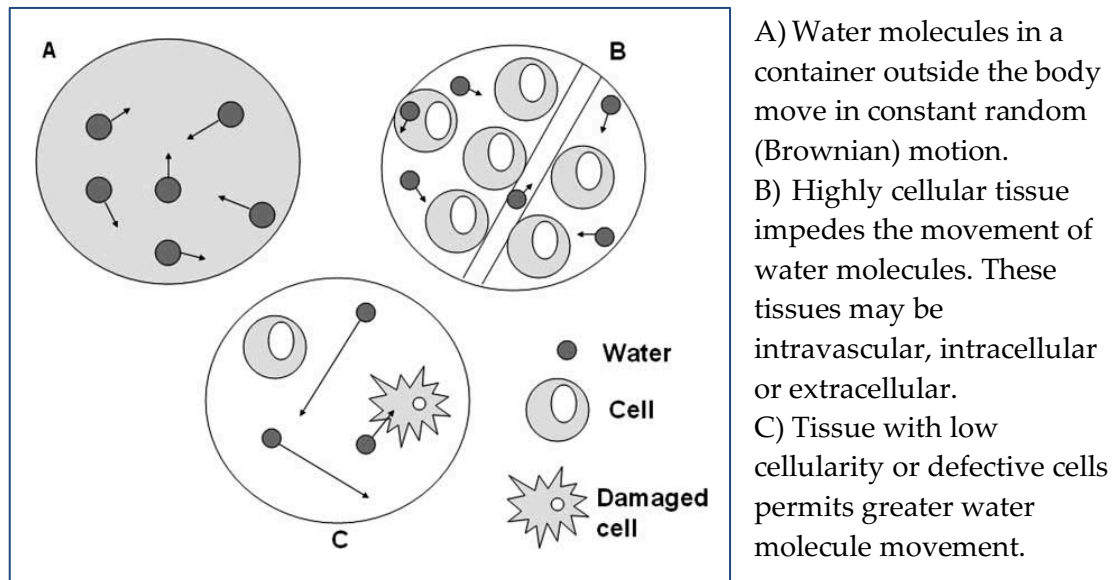 A
B
Water
Cell
Damaged
cell
C
A) Water molecules in a
container outside the body
move in constant random
(Brownian) motion.
B) Highly cellular tissue
impedes the movement of
water molecules. These
tissues may be
intravascular, intracellular
or extracellular.
C) Tissue with low
cellularity or defective cells
permits greater water
molecule movement.